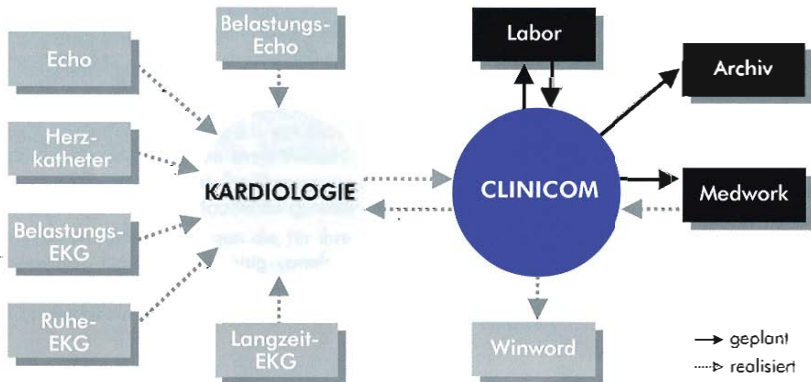 Belastungs-
Echo
Echo
Labor
Archiv
Herz-
katheter
KARDIOLOGIE
CLINICOM
Medwork
Belastungs-
EKG
Ruhe-
EKG
Langzeit-
EKG
Winword
geplant
realisiert